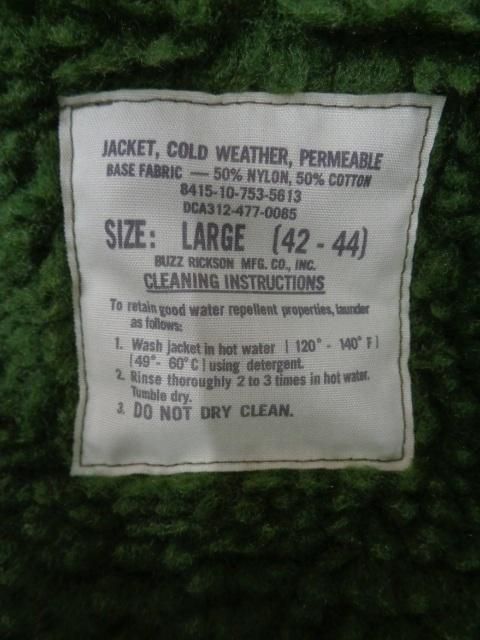 JACKET, COLD WEATHER, PERMEABLE
BASE FABRIC — 50% NYLON, 50% COTTON
8415-10-753-5613
DCA312-477-0085
SIZE: LARGE (42 - 44)
BUZZ RICKSON MFG. CO., INC.
CLEANING INSTRUCTIONS
To retain good water repellent properties, launder
as follows:
1. Wash jacket in hot water ( 120° - 140° F )
(49° - 60° C ) using detergent.
2. Rinse thoroughly 2 to 3 times in hot water.
Tumble dry.
3. DO NOT DRY CLEAN.